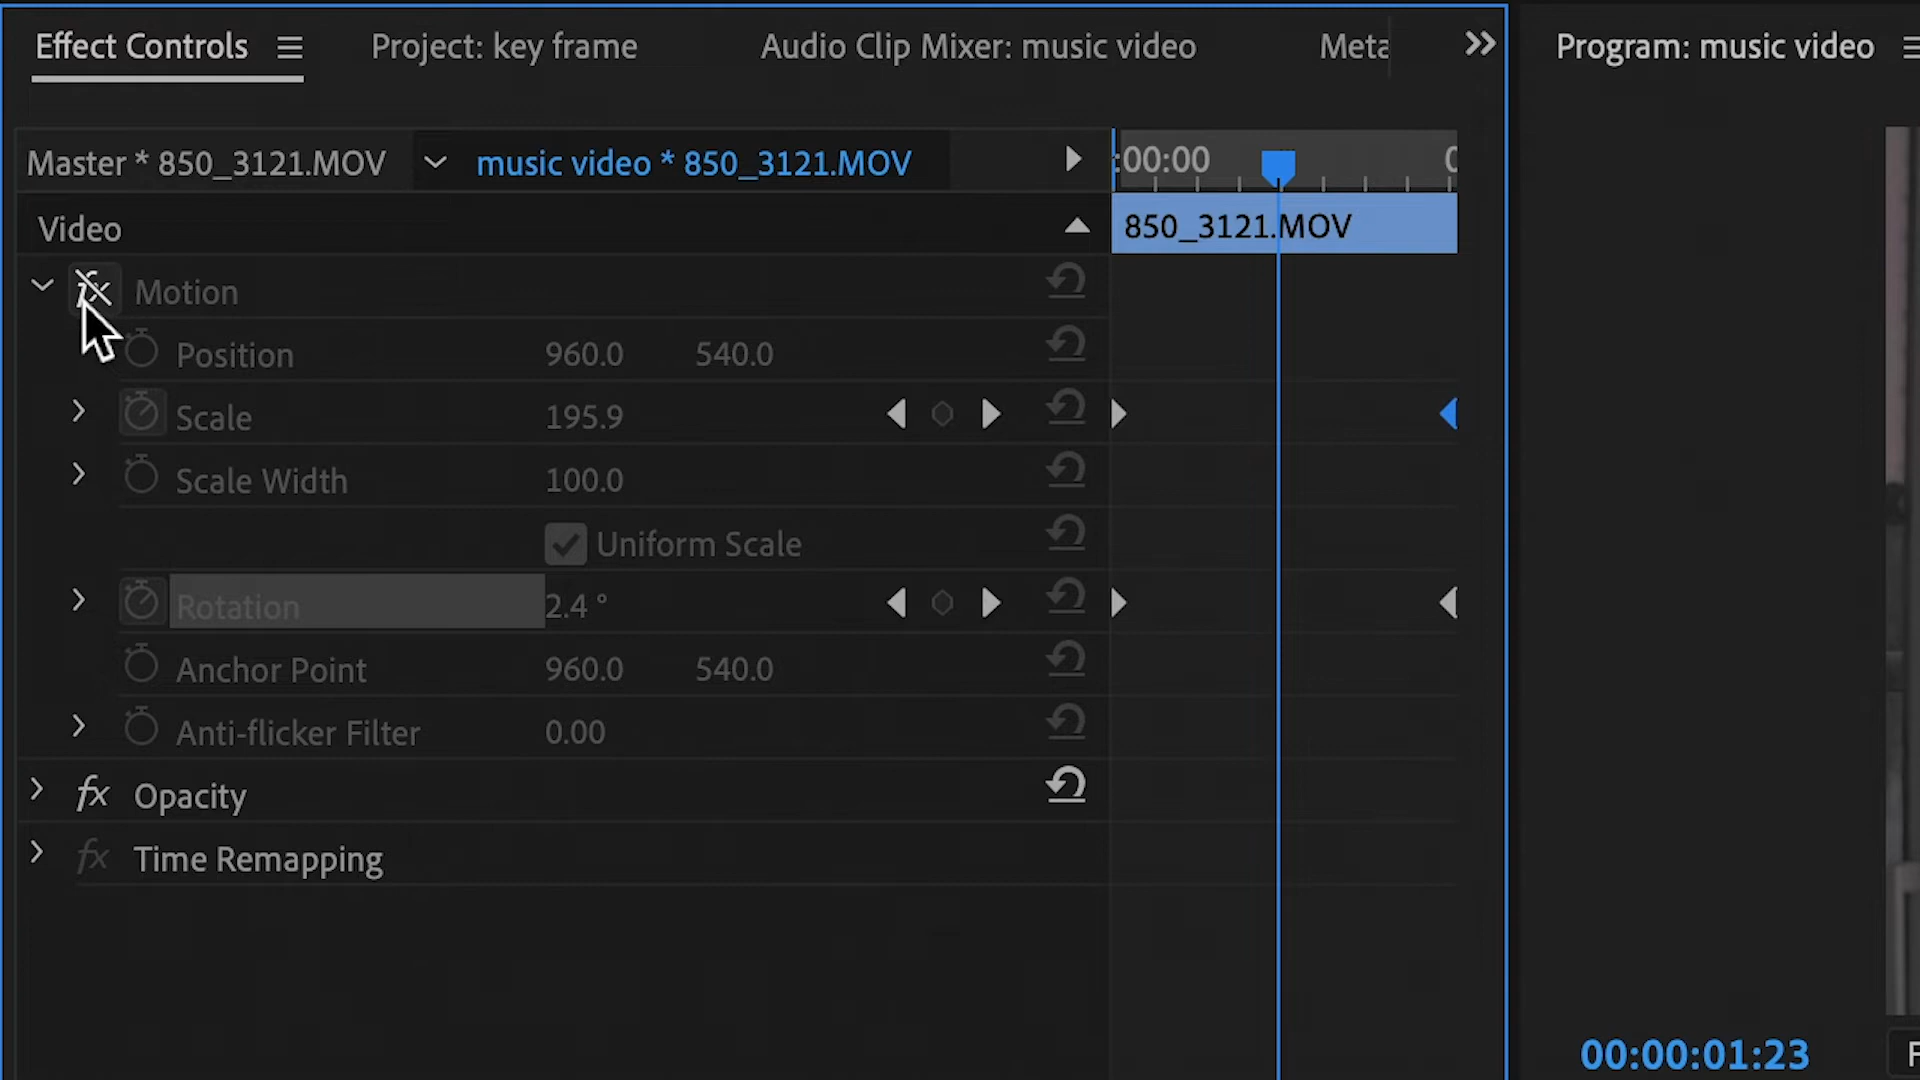 Effect Controls Project: key frame Audio Clip Mixer: music video Meta Program: music video
Master * 850_3121.MOV music video * 850_3121.MOV :00:00
Video 850_3121.MOV
fx Motion
Position 960.0 540.0
Scale 195.9
Scale Width 100.0
Uniform Scale
Rotation 2.4 °
Anchor Point 960.0 540.0
Anti-flicker Filter 0.00
fx Opacity
fx Time Remapping
00:00:01:23